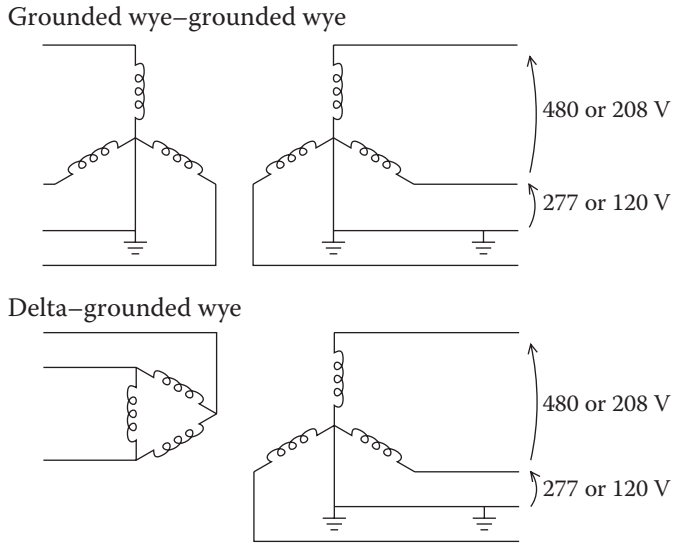 Grounded wye–grounded wye
480 or 208 V
277 or 120 V
Delta–grounded wye
480 or 208 V
277 or 120 V